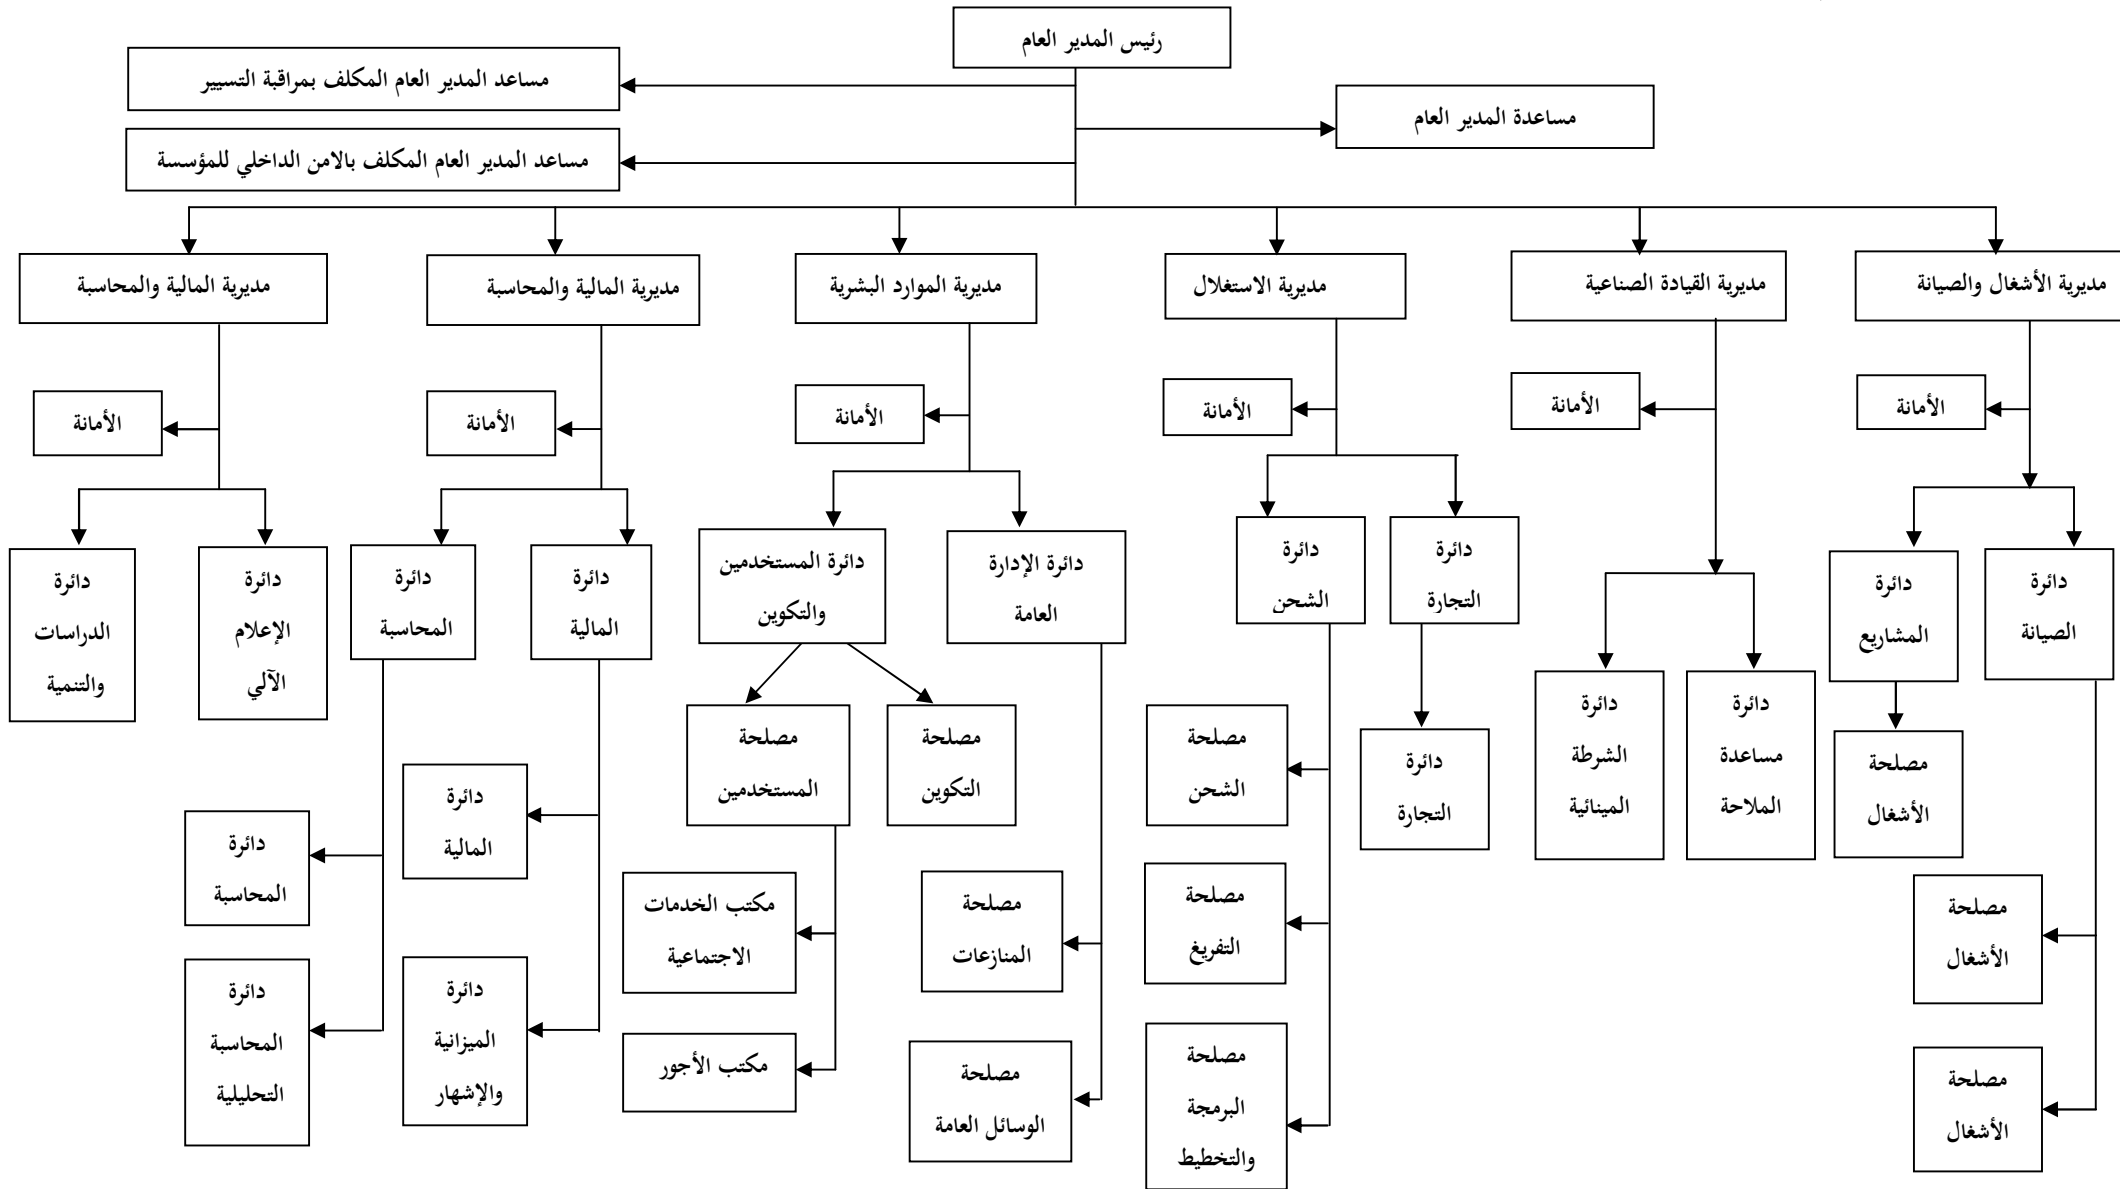 رئيس المدير العام
مساعد المدير العام المكلف بمراقبة التسيير
مساعدة المدير العام
مساعد المدير العام المكلف بالامن الداخلي للمؤسسة
مديرية الأشغال والصيانة
مديرية القيادة الصناعية
مديرية الاستغلال
مديرية الموارد البشرية
مديرية المالية والمحاسبة
مديرية المالية والمحاسبة
الأمانة
الأمانة
الأمانة
الأمانة
الأمانة
الأمانة
دائرة
الصيانة
دائرة
المشاريع
مصلحة
الأشغال
مصلحة
الأشغال
مصلحة
الأشغال
دائرة
مساعدة
الملاحة
دائرة
الشرطة
المينائية
دائرة
التجارة
دائرة
الشحن
دائرة
التجارة
مصلحة
الشحن
مصلحة
التفريغ
مصلحة
البرمجة
والتخطيط
دائرة الإدارة
العامة
دائرة المستخدمين
والتكوين
مصلحة
التكوين
مصلحة
المستخدمين
مصلحة
المنازعات
مصلحة
الوسائل العامة
مكتب الخدمات
الاجتماعية
مكتب الأجور
دائرة
المالية
دائرة
المحاسبة
دائرة
المالية
دائرة
الميزانية
والإشهار
دائرة
المحاسبة
دائرة
المحاسبة
التحليلية
دائرة
الإعلام
الآلي
دائرة
الدراسات
والتنمية